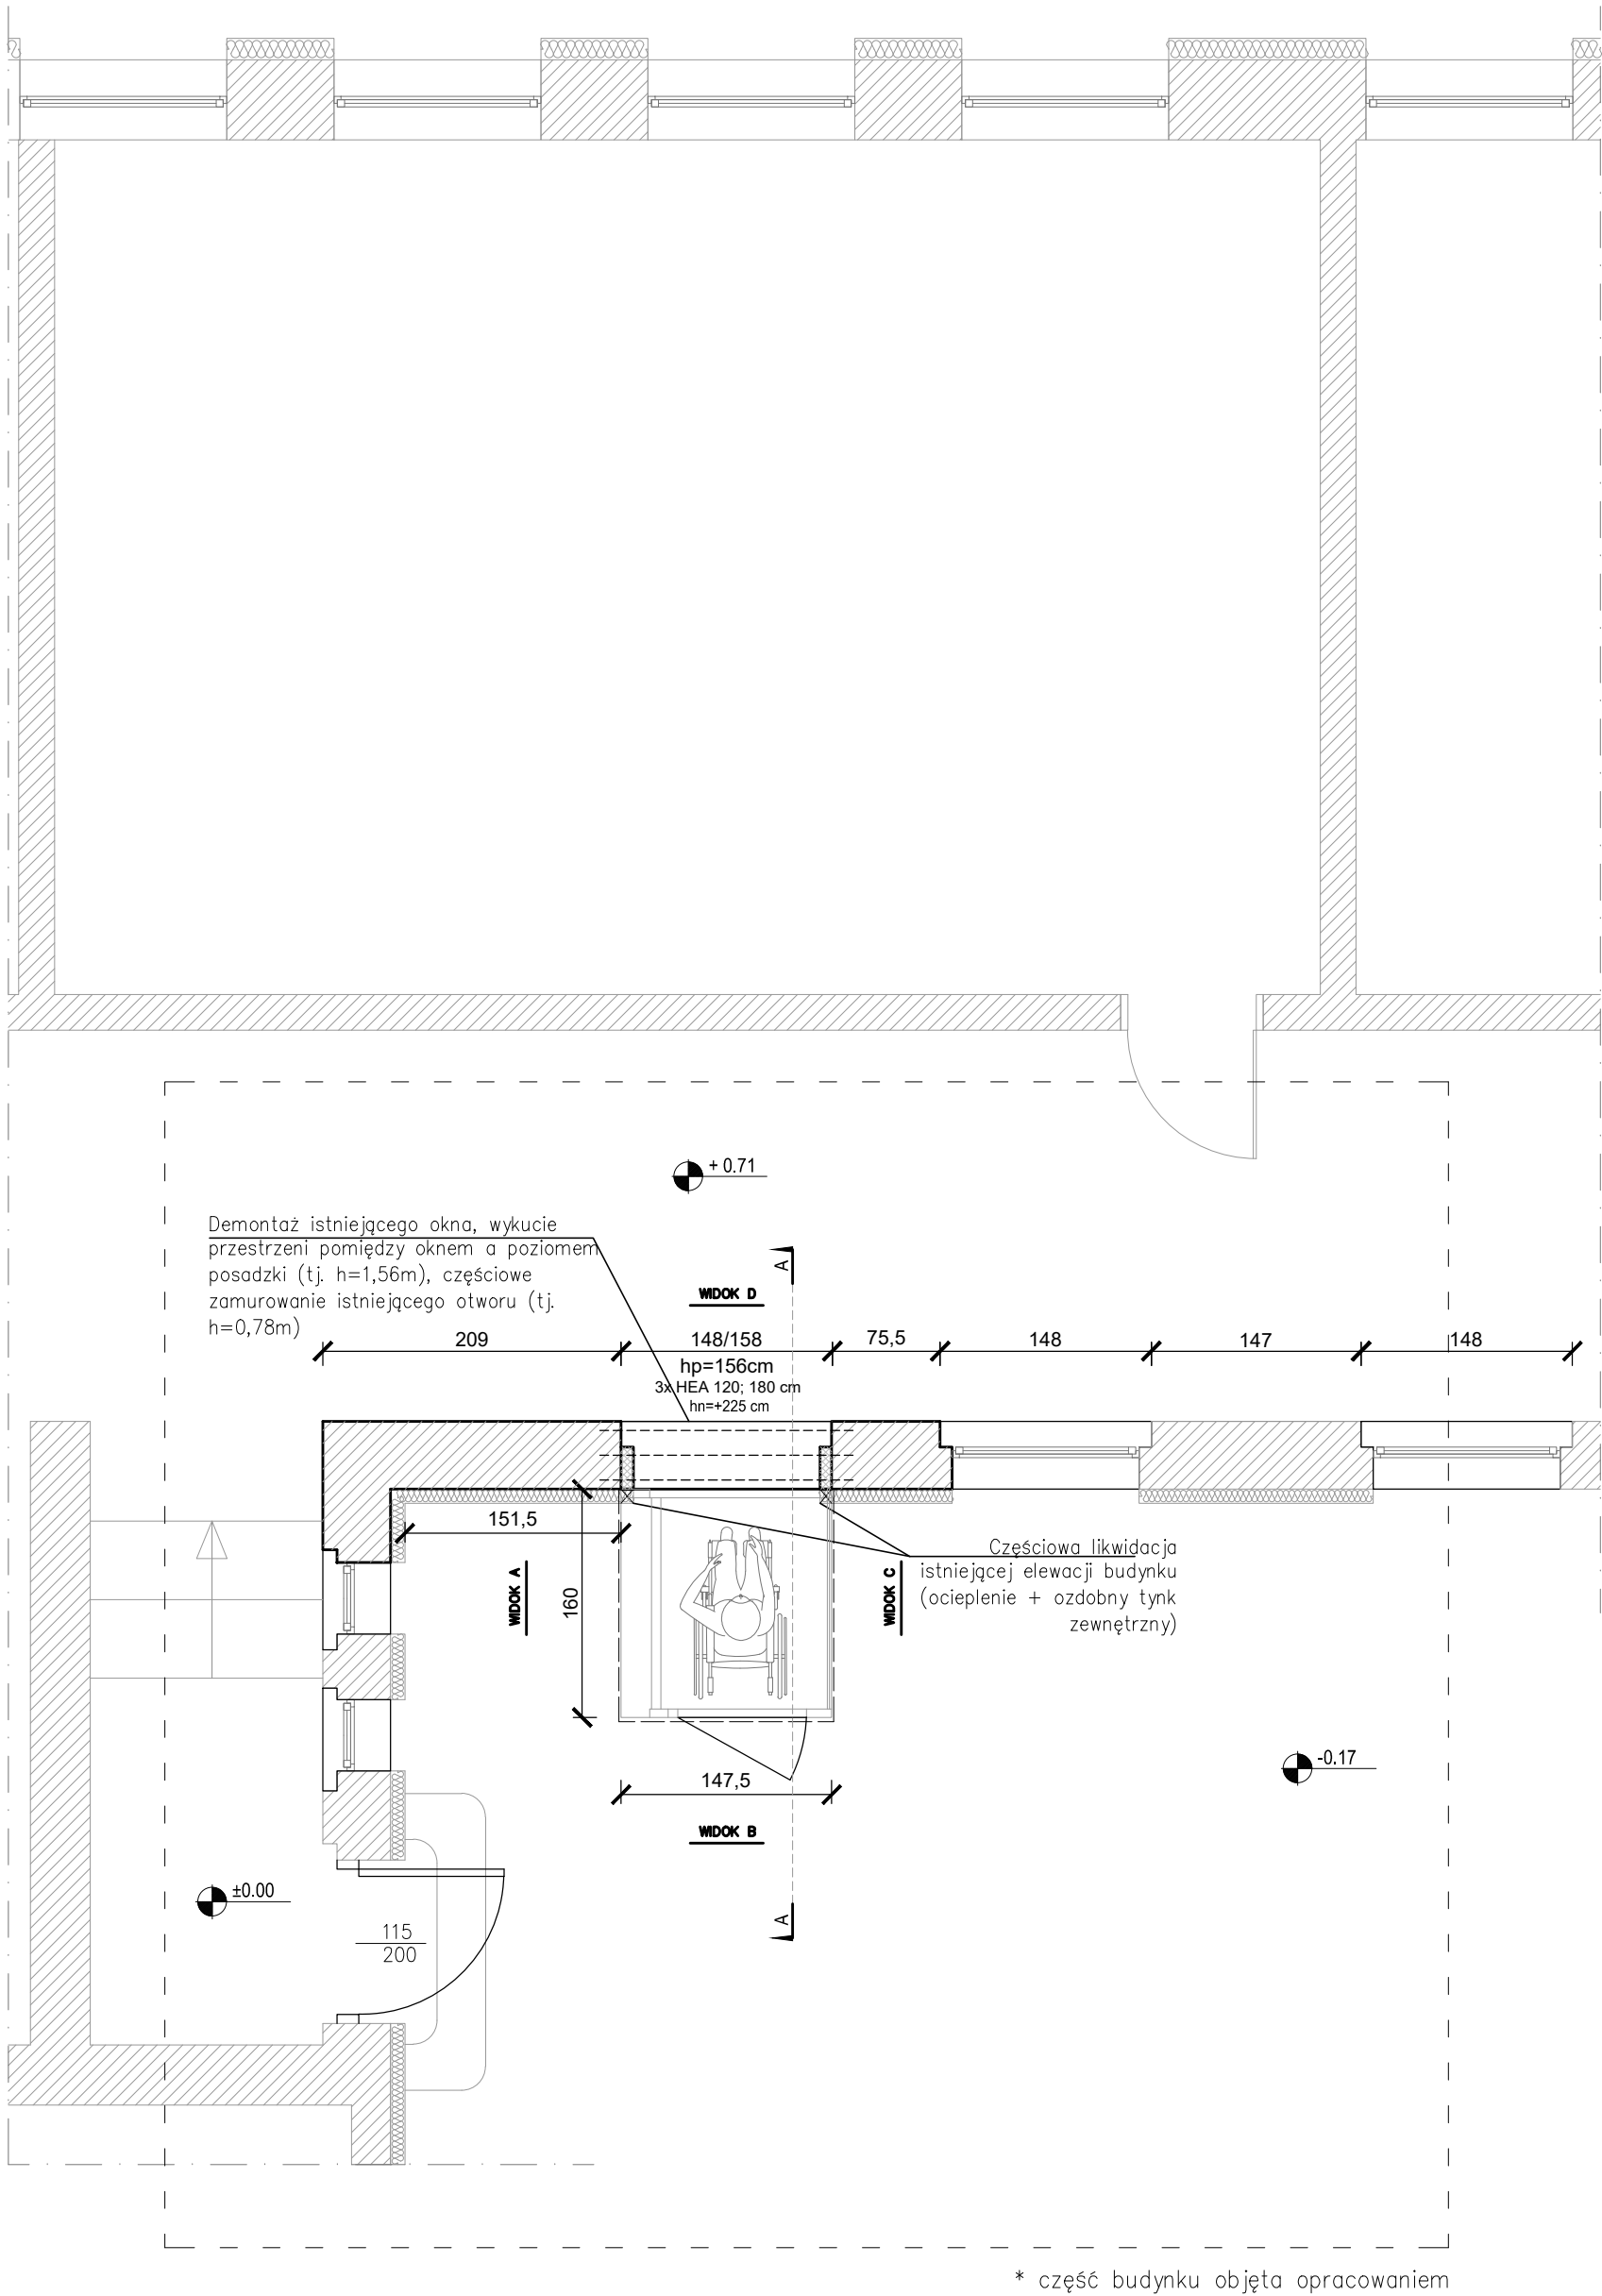 + 0.71
Demontaż istniejącego okna, wykucie
przestrzeni pomiędzy oknem a poziomem
posadzki (tj. h=1,56m), częściowe
zamurowanie istniejącego otworu (tj.
h=0,78m)
A
WIDOK D
209
148/158
75,5
148
147
148
hp=156cm
3x HEA 120; 180 cm
hn=+225 cm
151,5
WIDOK A
160
WIDOK C
Częściowa likwidacja
istniejącej elewacji budynku
(ocieplenie + ozdobny tynk
zewnętrzny)
-0.17
147,5
WIDOK B
±0.00
A
115
200
* część budynku objęta opracowaniem